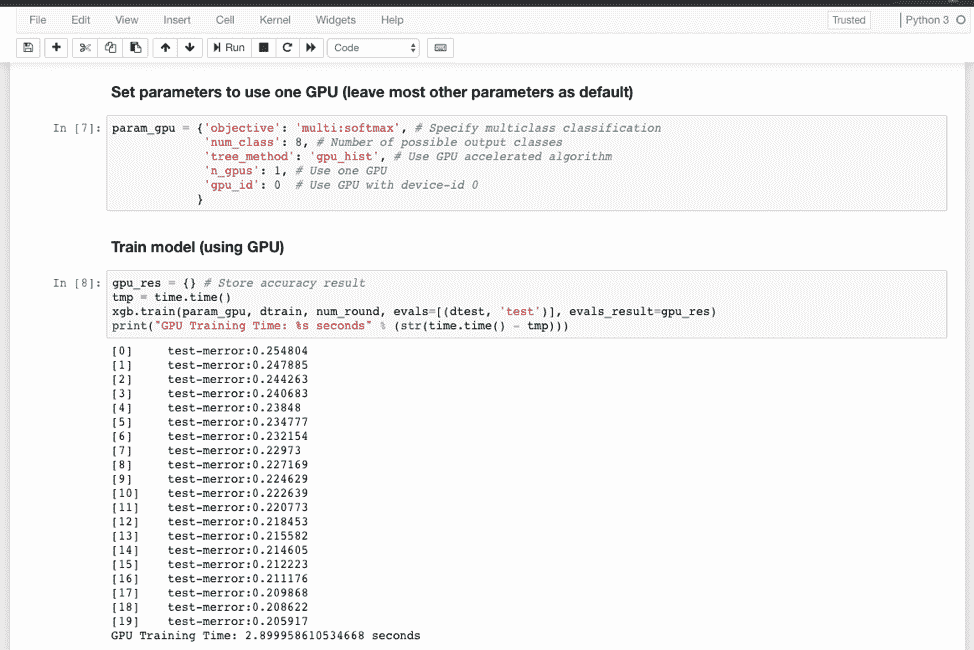 File Edit View Insert Cell Kernel Widgets Help Trusted Python 3
Run Code
Set parameters to use one GPU (leave most other parameters as default)
In [7]: param_gpu = {'objective': 'multi:softmax', # Specify multiclass classification
'num_class': 8, # Number of possible output classes
'tree_method': 'gpu_hist', # Use GPU accelerated algorithm
'n_gpus': 1, # Use one GPU
'gpu_id': 0 # Use GPU with device-id 0
}
Train model (using GPU)
In [8]: gpu_res = {} # Store accuracy result
tmp = time.time()
xgb.train(param_gpu, dtrain, num_round, evals=[(dtest, 'test')], evals_result=gpu_res)
print("GPU Training Time: %s seconds" % (str(time.time() - tmp)))
[0] test-merror:0.254804
[1] test-merror:0.247885
[2] test-merror:0.244263
[3] test-merror:0.240683
[4] test-merror:0.23848
[5] test-merror:0.234777
[6] test-merror:0.232154
[7] test-merror:0.22973
[8] test-merror:0.227169
[9] test-merror:0.224629
[10] test-merror:0.222639
[11] test-merror:0.220773
[12] test-merror:0.218453
[13] test-merror:0.215582
[14] test-merror:0.214605
[15] test-merror:0.212223
[16] test-merror:0.211176
[17] test-merror:0.209868
[18] test-merror:0.208622
[19] test-merror:0.205917
GPU Training Time: 2.899958610534668 seconds